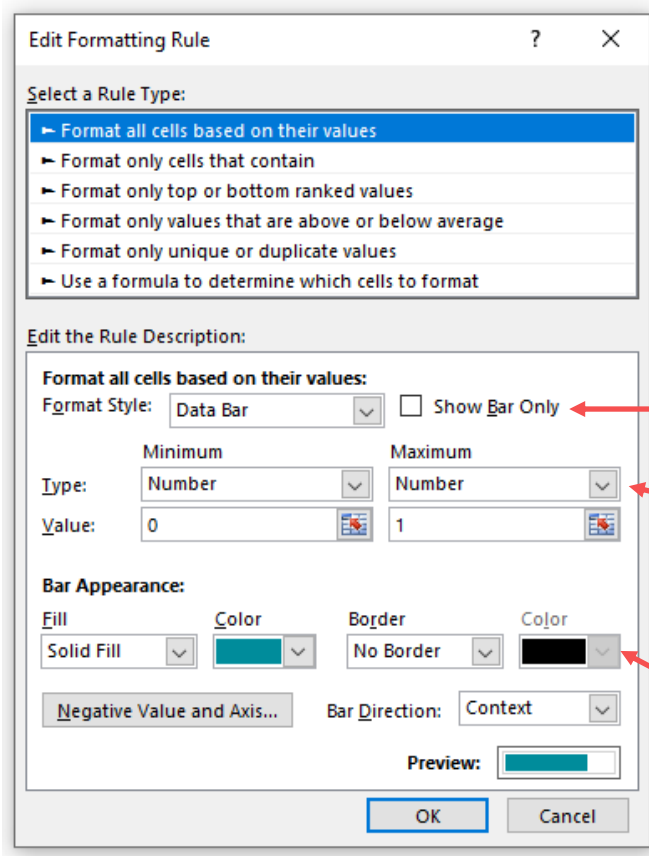 Edit Formatting Rule ? ×
Select a Rule Type:
► Format all cells based on their values
► Format only cells that contain
► Format only top or bottom ranked values
► Format only values that are above or below average
► Format only unique or duplicate values
► Use a formula to determine which cells to format
Edit the Rule Description:
Format all cells based on their values:
Format Style: Data Bar Show Bar Only
Minimum Maximum
Type: Number Number
Value: 0 1
Bar Appearance:
Fill Color Border Color
Solid Fill No Border
Negative Value and Axis... Bar Direction: Context
Preview:
OK Cancel